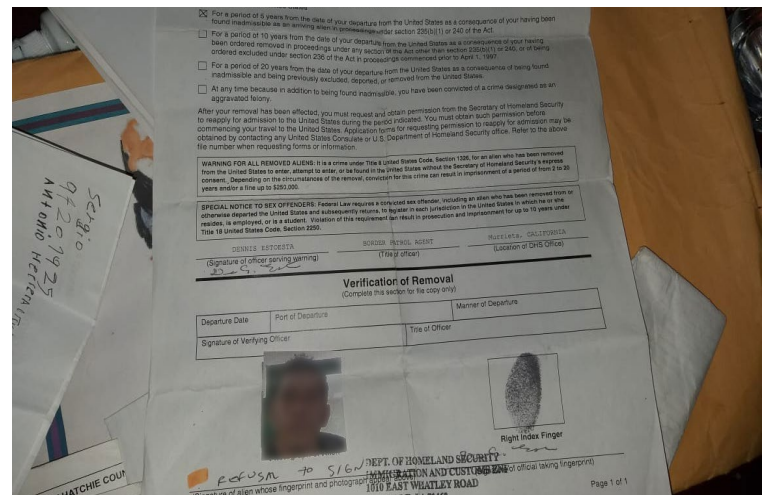 ☒ For a period of 5 years from the date of your departure from the United States as a consequence of your having been
found inadmissible as an arriving alien in proceedings under section 235(b)(1) or 240 of the Act.
☐ For a period of 10 years from the date of your departure from the United States as a consequence of your having
been ordered removed in proceedings under any section of the Act other than section 235(b)(1) or 240, or of being
ordered excluded under section 236 of the Act in proceedings commenced prior to April 1, 1997.
☐ For a period of 20 years from the date of your departure from the United States as a consequence of being found
inadmissible and being previously excluded, deported, or removed from the United States.
☐ At any time because in addition to being found inadmissible, you have been convicted of a crime designated as an
aggravated felony.
After your removal has been effected, you must request and obtain permission from the Secretary of Homeland Security
to reapply for admission to the United States during the period indicated. You must obtain such permission before
commencing your travel to the United States. Application forms for requesting permission to reapply for admission may be
obtained by contacting any United States Consulate or U.S. Department of Homeland Security office. Refer to the above
file number when requesting forms or information.
WARNING FOR ALL REMOVED ALIENS: It is a crime under Title 8 United States Code, Section 1326, for an alien who has been removed
from the United States to enter, attempt to enter, or be found in the United States without the Secretary of Homeland Security's express
consent. Depending on the circumstances of the removal, conviction for this crime can result in imprisonment of a period of from 2 to 20
years and/or a fine up to $250,000.
SPECIAL NOTICE TO SEX OFFENDERS: Federal Law requires a convicted sex offender, including an alien who has been removed from or
otherwise departed the United States and subsequently returns, to register in each jurisdiction in the United States in which he or she
resides, is employed, or is a student. Violation of this requirement can result in prosecution and imprisonment for up to 10 years under
Title 18 United States Code, Section 2250.
DENNIS ESTOESTA BORDER PATROL AGENT Murrieta, CALIFORNIA
(Signature of officer serving warning) (Title of officer) (Location of DHS Office)
Verification of Removal
(Complete this section for file copy only)
Departure Date Port of Departure Manner of Departure
Signature of Verifying Officer Title of Officer
Right Index Finger
REFUSM TO SIGN
DEPT. OF HOMELAND SECURITY
IMMIGRATION AND CUSTOMS ENF
1010 EAST WHATLEY ROAD
(Signature of alien whose fingerprint and photograph appear above) of official taking fingerprint)
Page 1 of 1
Sergio
ANTONIO
ATCHIE COUN